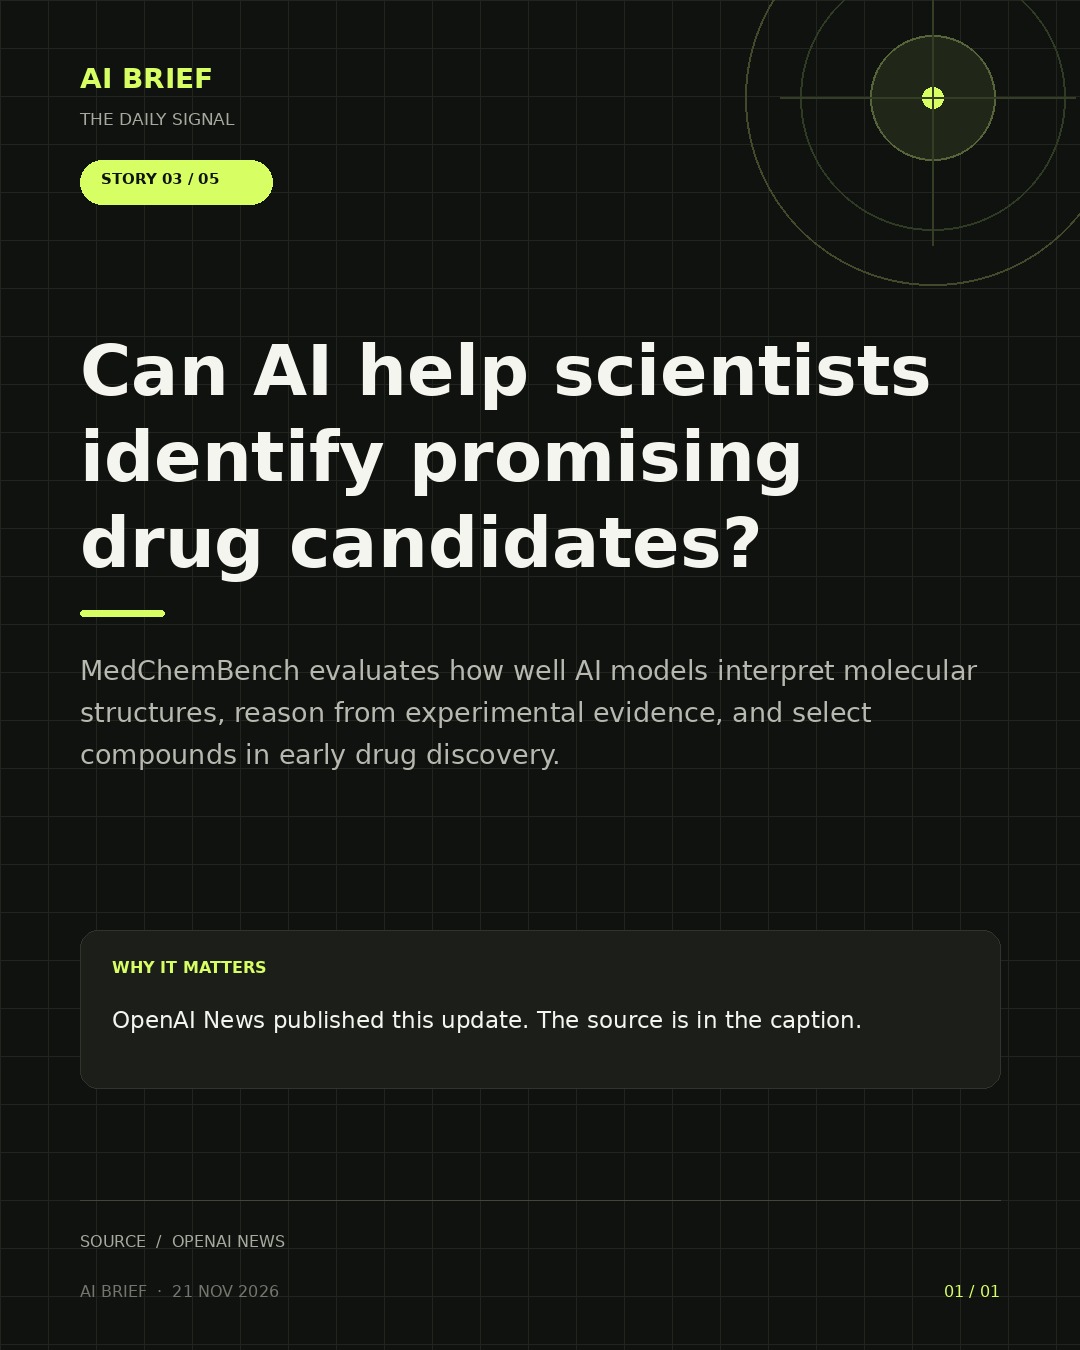 AI BRIEF
THE DAILY SIGNAL
STORY 03 / 05
Can AI help scientists
identify promising
drug candidates?
MedChemBench evaluates how well AI models interpret molecular
structures, reason from experimental evidence, and select
compounds in early drug discovery.
WHY IT MATTERS
OpenAI News published this update. The source is in the caption.
SOURCE / OPENAI NEWS
AI BRIEF · 21 NOV 2026
01 / 01